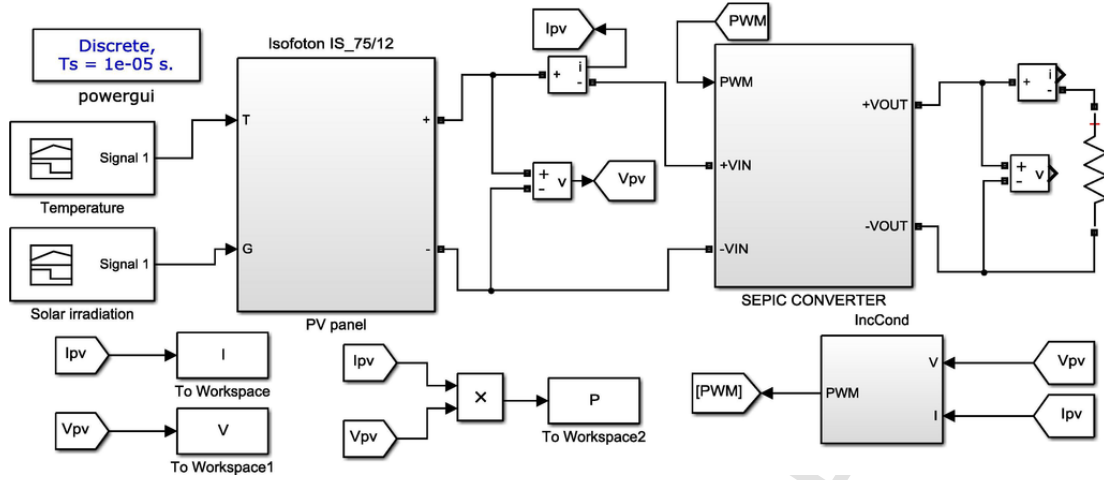 Discrete,
Ts = 1e-05 s.
powergui
Signal 1
Temperature
Signal 1
Solar irradiation
Isofoton IS_75/12
T
G
+
-
PV panel
+
-
i
Ipv
+
-
v
Vpv
PWM
PWM
+VIN
-VIN
+VOUT
-VOUT
SEPIC CONVERTER
+
-
i
+
-
v
+
Ipv
I
To Workspace
Vpv
V
To Workspace1
Ipv
Vpv
×
P
To Workspace2
IncCond
[PWM]
PWM
V
I
Vpv
Ipv